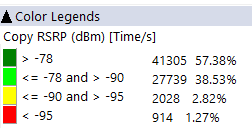 Color Legends
Copy RSRP (dBm) [Time/s]
> -78 41305 57.38%
<= -78 and > -90 27739 38.53%
<= -90 and > -95 2028 2.82%
< -95 914 1.27%